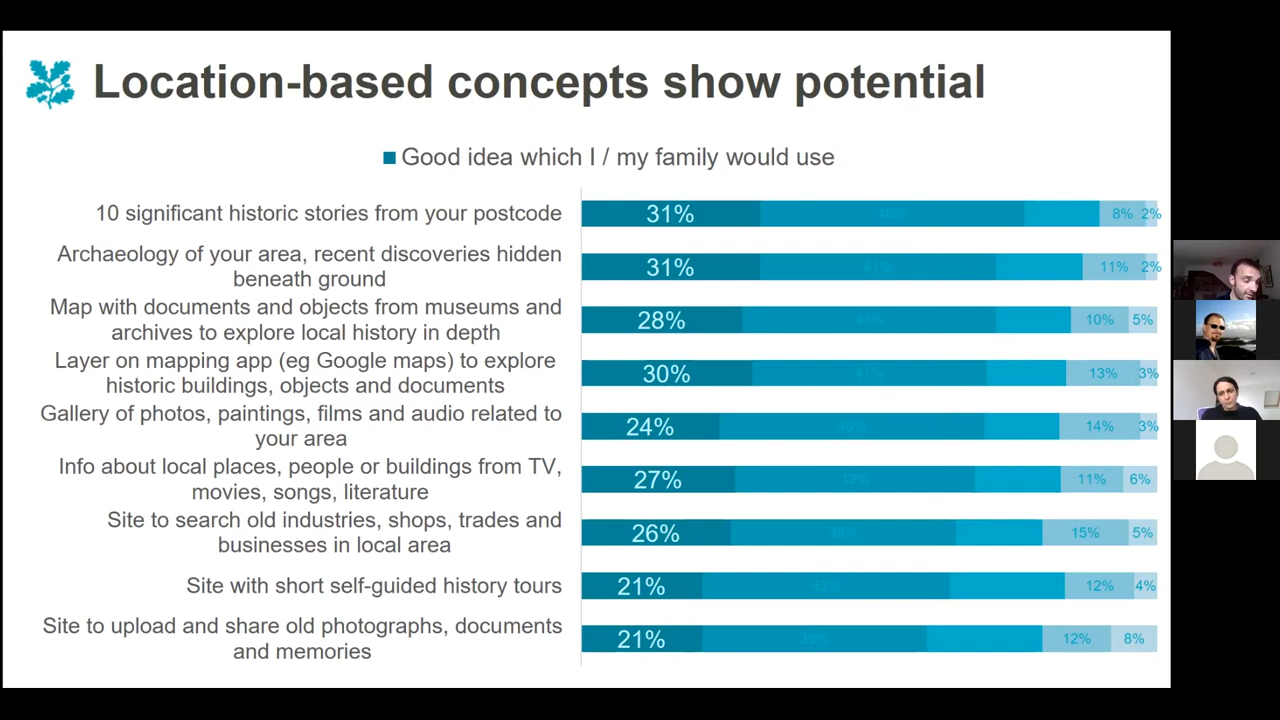 Location-based concepts show potential
Good idea which I / my family would use
10 significant historic stories from your postcode
31% 46% 8% 2%
Archaeology of your area, recent discoveries hidden
beneath ground
31% 41% 11% 2%
Map with documents and objects from museums and
archives to explore local history in depth
28% 10% 5%
Layer on mapping app (eg Google maps) to explore
historic buildings, objects and documents
30% 41% 13% 3%
Gallery of photos, paintings, films and audio related to
your area
24% 46% 14% 3%
Info about local places, people or buildings from TV,
movies, songs, literature
27% 11% 6%
Site to search old industries, shops, trades and
businesses in local area
26% 39% 15% 5%
Site with short self-guided history tours
21% 43% 12% 4%
Site to upload and share old photographs, documents
and memories
21% 39% 12% 8%